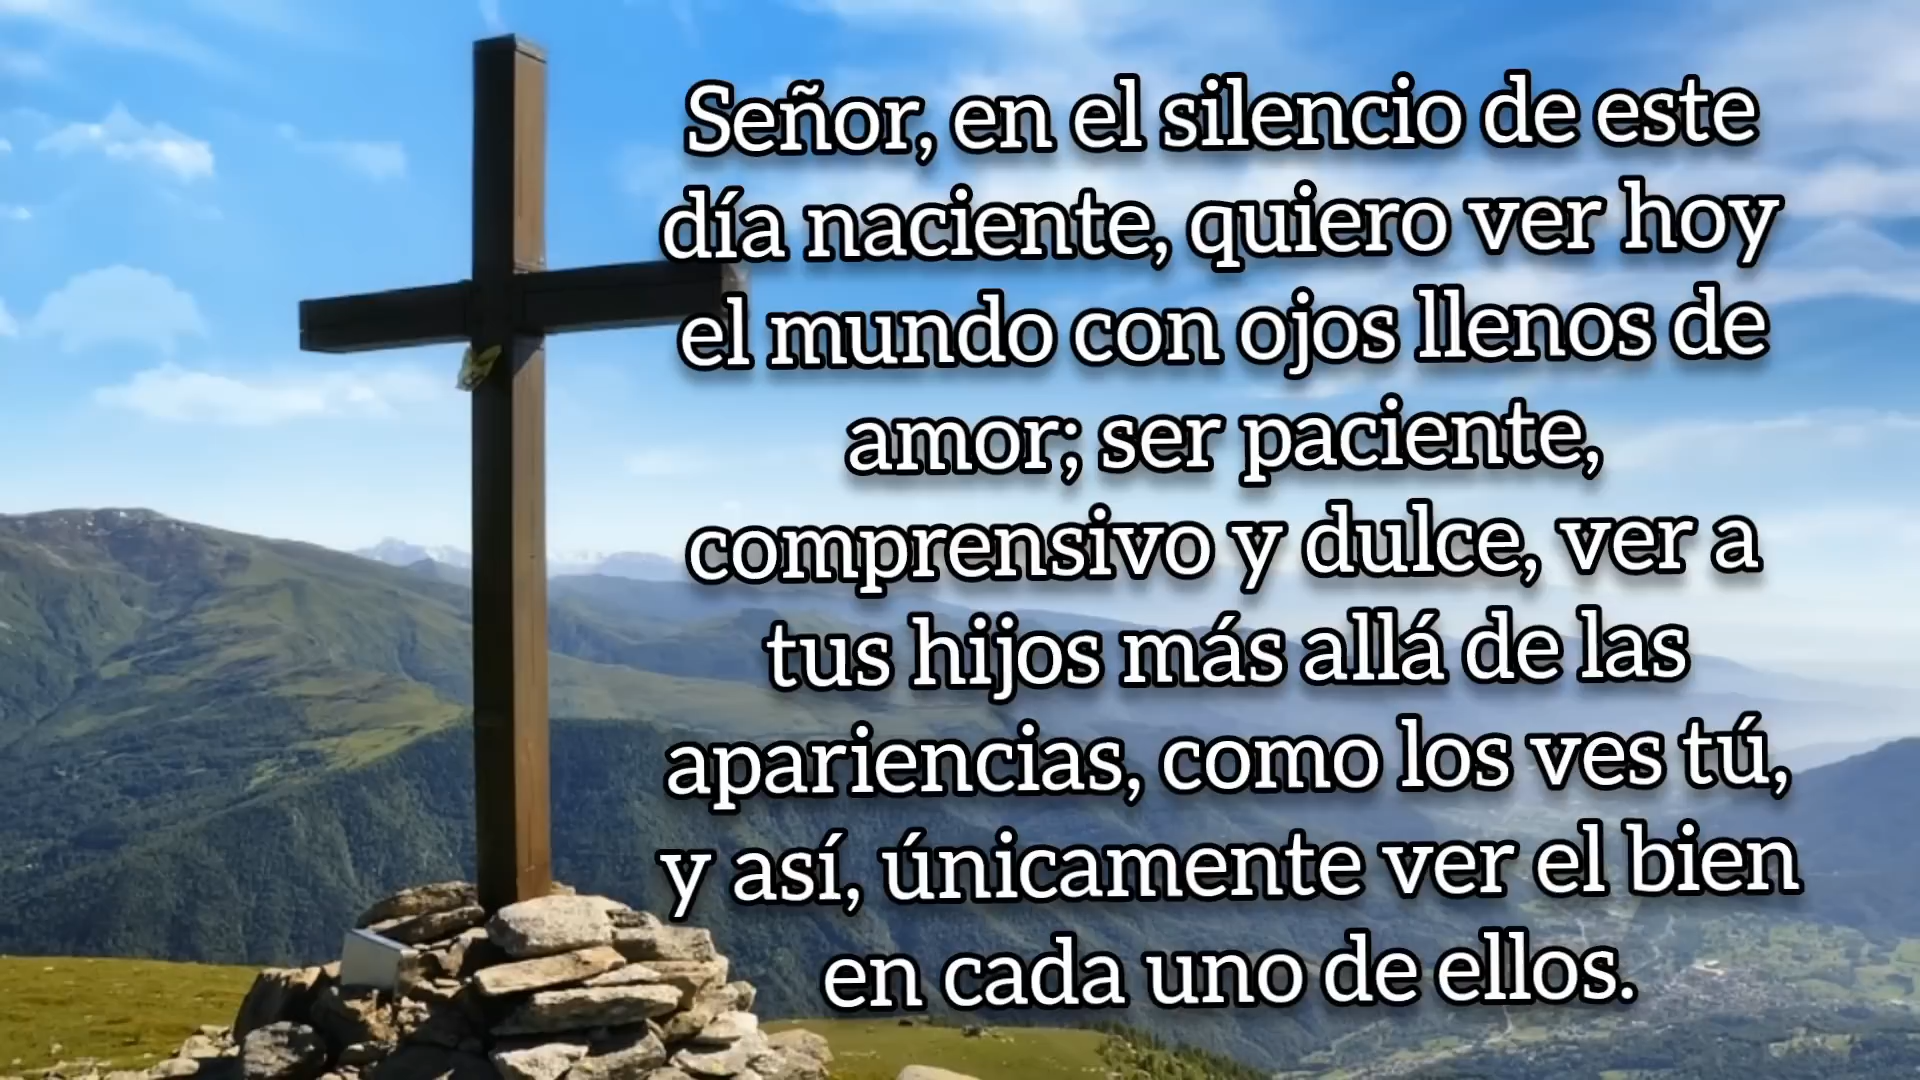 Señor, en el silencio de este
día naciente, quiero ver hoy
el mundo con ojos llenos de
amor; ser paciente,
comprensivo y dulce, ver a
tus hijos más allá de las
apariencias, como los ves tú,
y así, únicamente ver el bien
en cada uno de ellos.